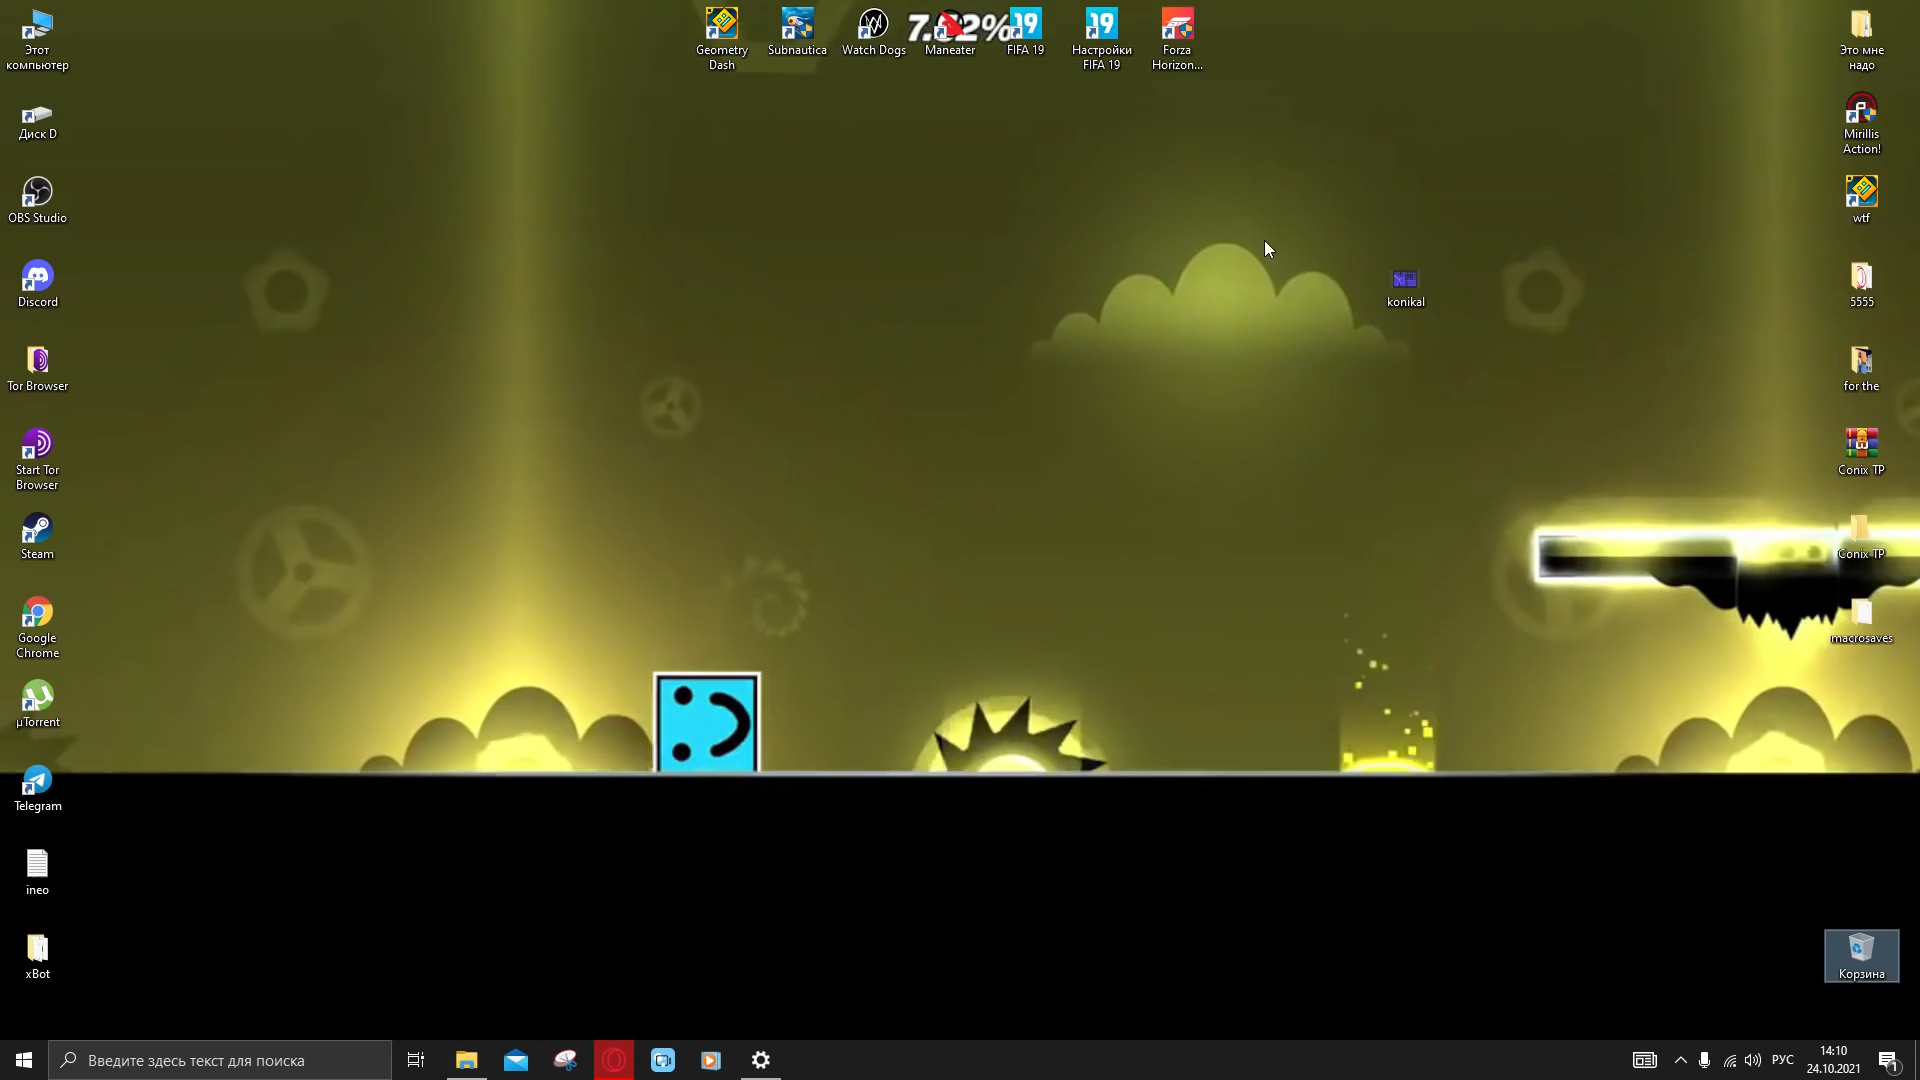 7.52%
Geometry
Dash
Subnautica
Watch Dogs
Maneater
FIFA 19
Настройки
FIFA 19
Forza
Horizon...
Этот
компьютер
Диск D
OBS Studio
Discord
Tor Browser
Start Tor
Browser
Steam
Google
Chrome
µTorrent
Telegram
ineo
xBot
konikal
Это мне
надо
Mirillis
Action!
wtf
5555
for the
Conix TP
Conix TP
macrosaves
Корзина
Введите здесь текст для поиска
РУС
14:10
24.10.2021
1